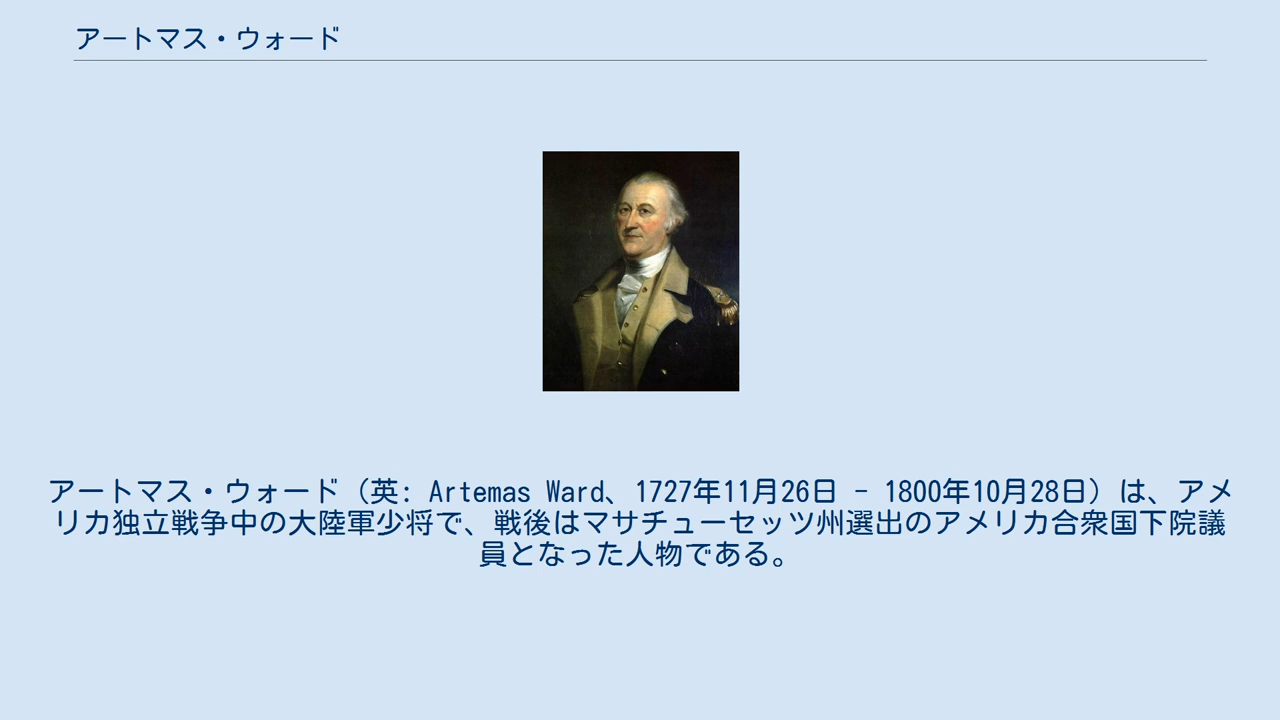 アートマス・ウォード
アートマス・ウォード（英: Artemas Ward、1727年11月26日 - 1800年10月28日）は、アメ
リカ独立戦争中の大陸軍少将で、戦後はマサチューセッツ州選出のアメリカ合衆国下院議
員となった人物である。